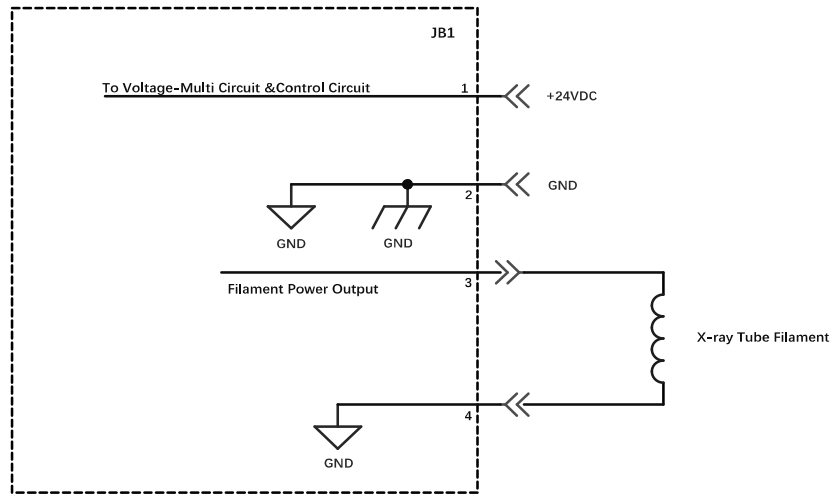 JB1
To Voltage-Multi Circuit &Control Circuit
1
+24VDC
2
GND
GND
GND
3
Filament Power Output
X-ray Tube Filament
4
GND